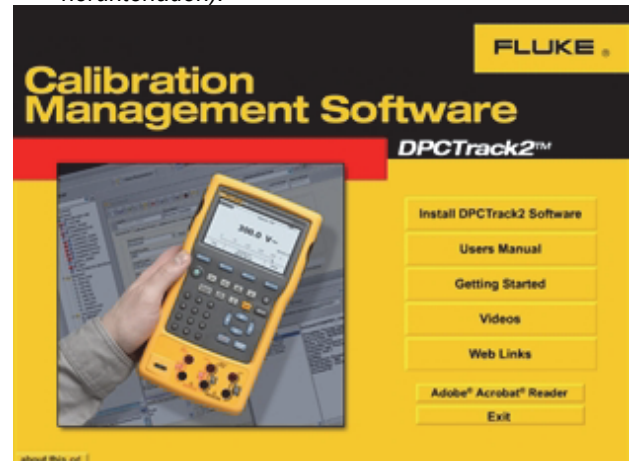 herunterladen).
FLUKE ®
Calibration
Management Software
DPCTrack2™
300.0 V
Install DPCTrack2 Software
Users Manual
Getting Started
Videos
Web Links
Adobe® Acrobat® Reader
Exit
about this cd